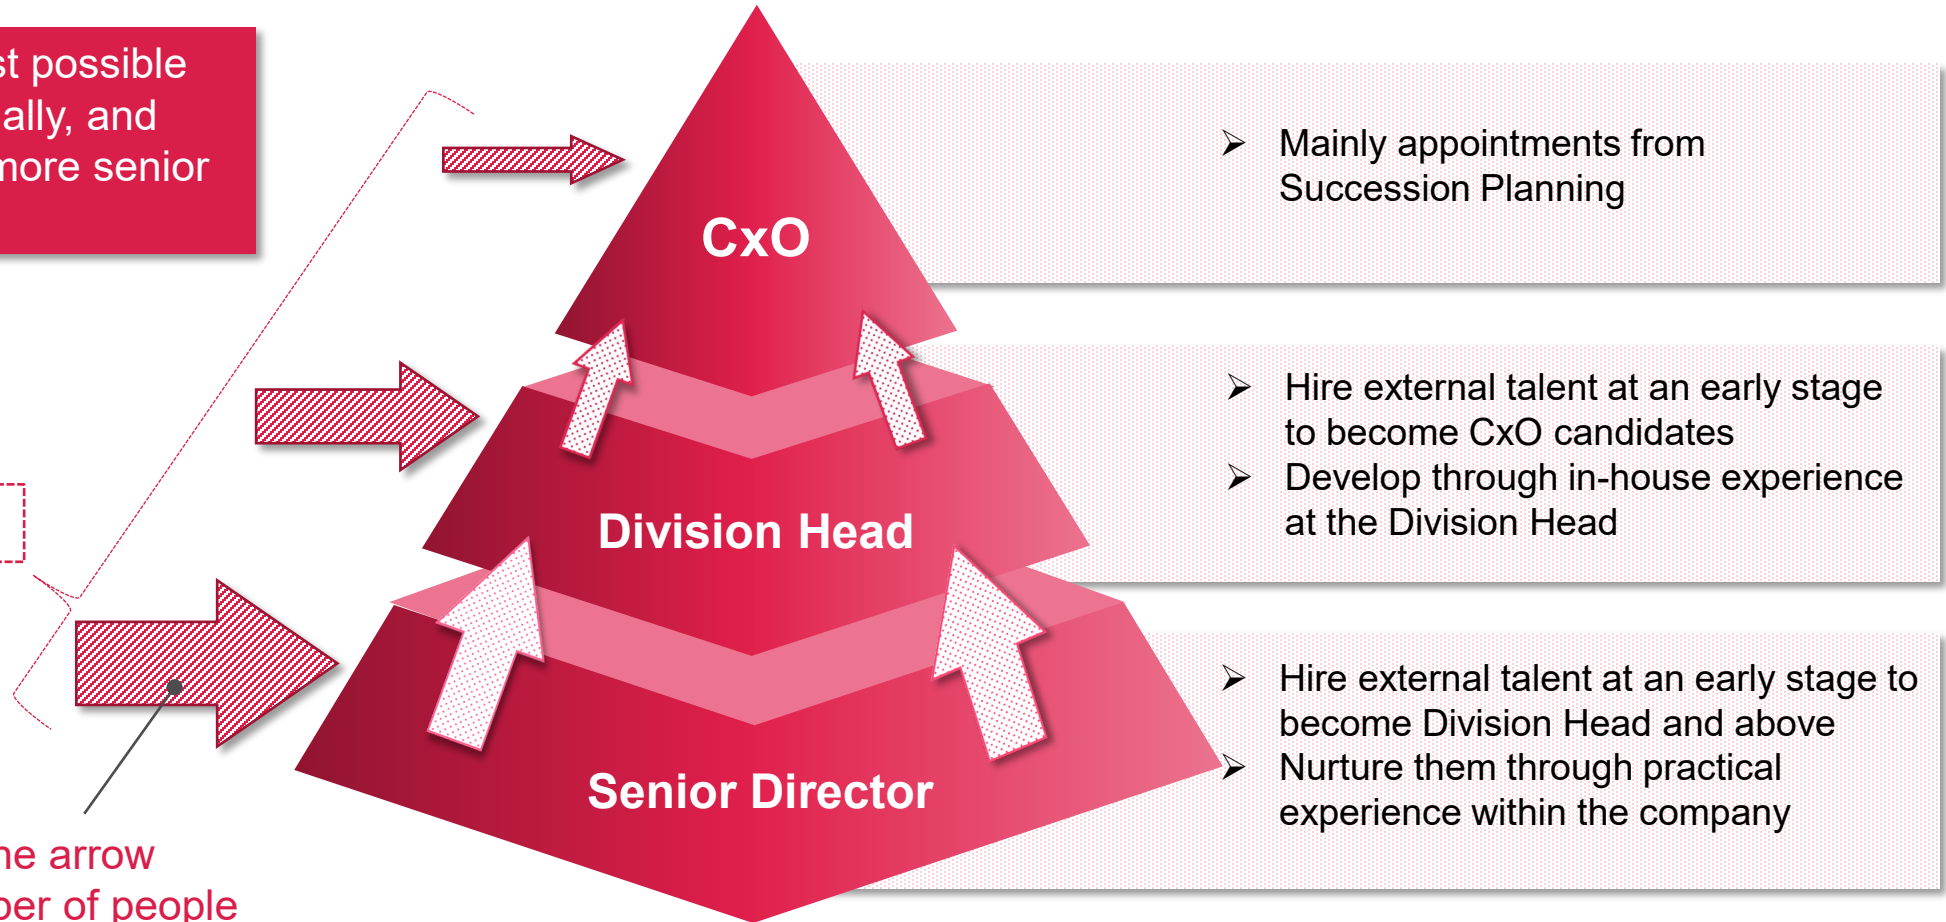 st possible
ally, and
more senior
CxO
➢ Mainly appointments from
Succession Planning
Division Head
➢ Hire external talent at an early stage
to become CxO candidates
➢ Develop through in-house experience
at the Division Head
Senior Director
➢ Hire external talent at an early stage to
become Division Head and above
➢ Nurture them through practical
experience within the company
ne arrow
ber of people